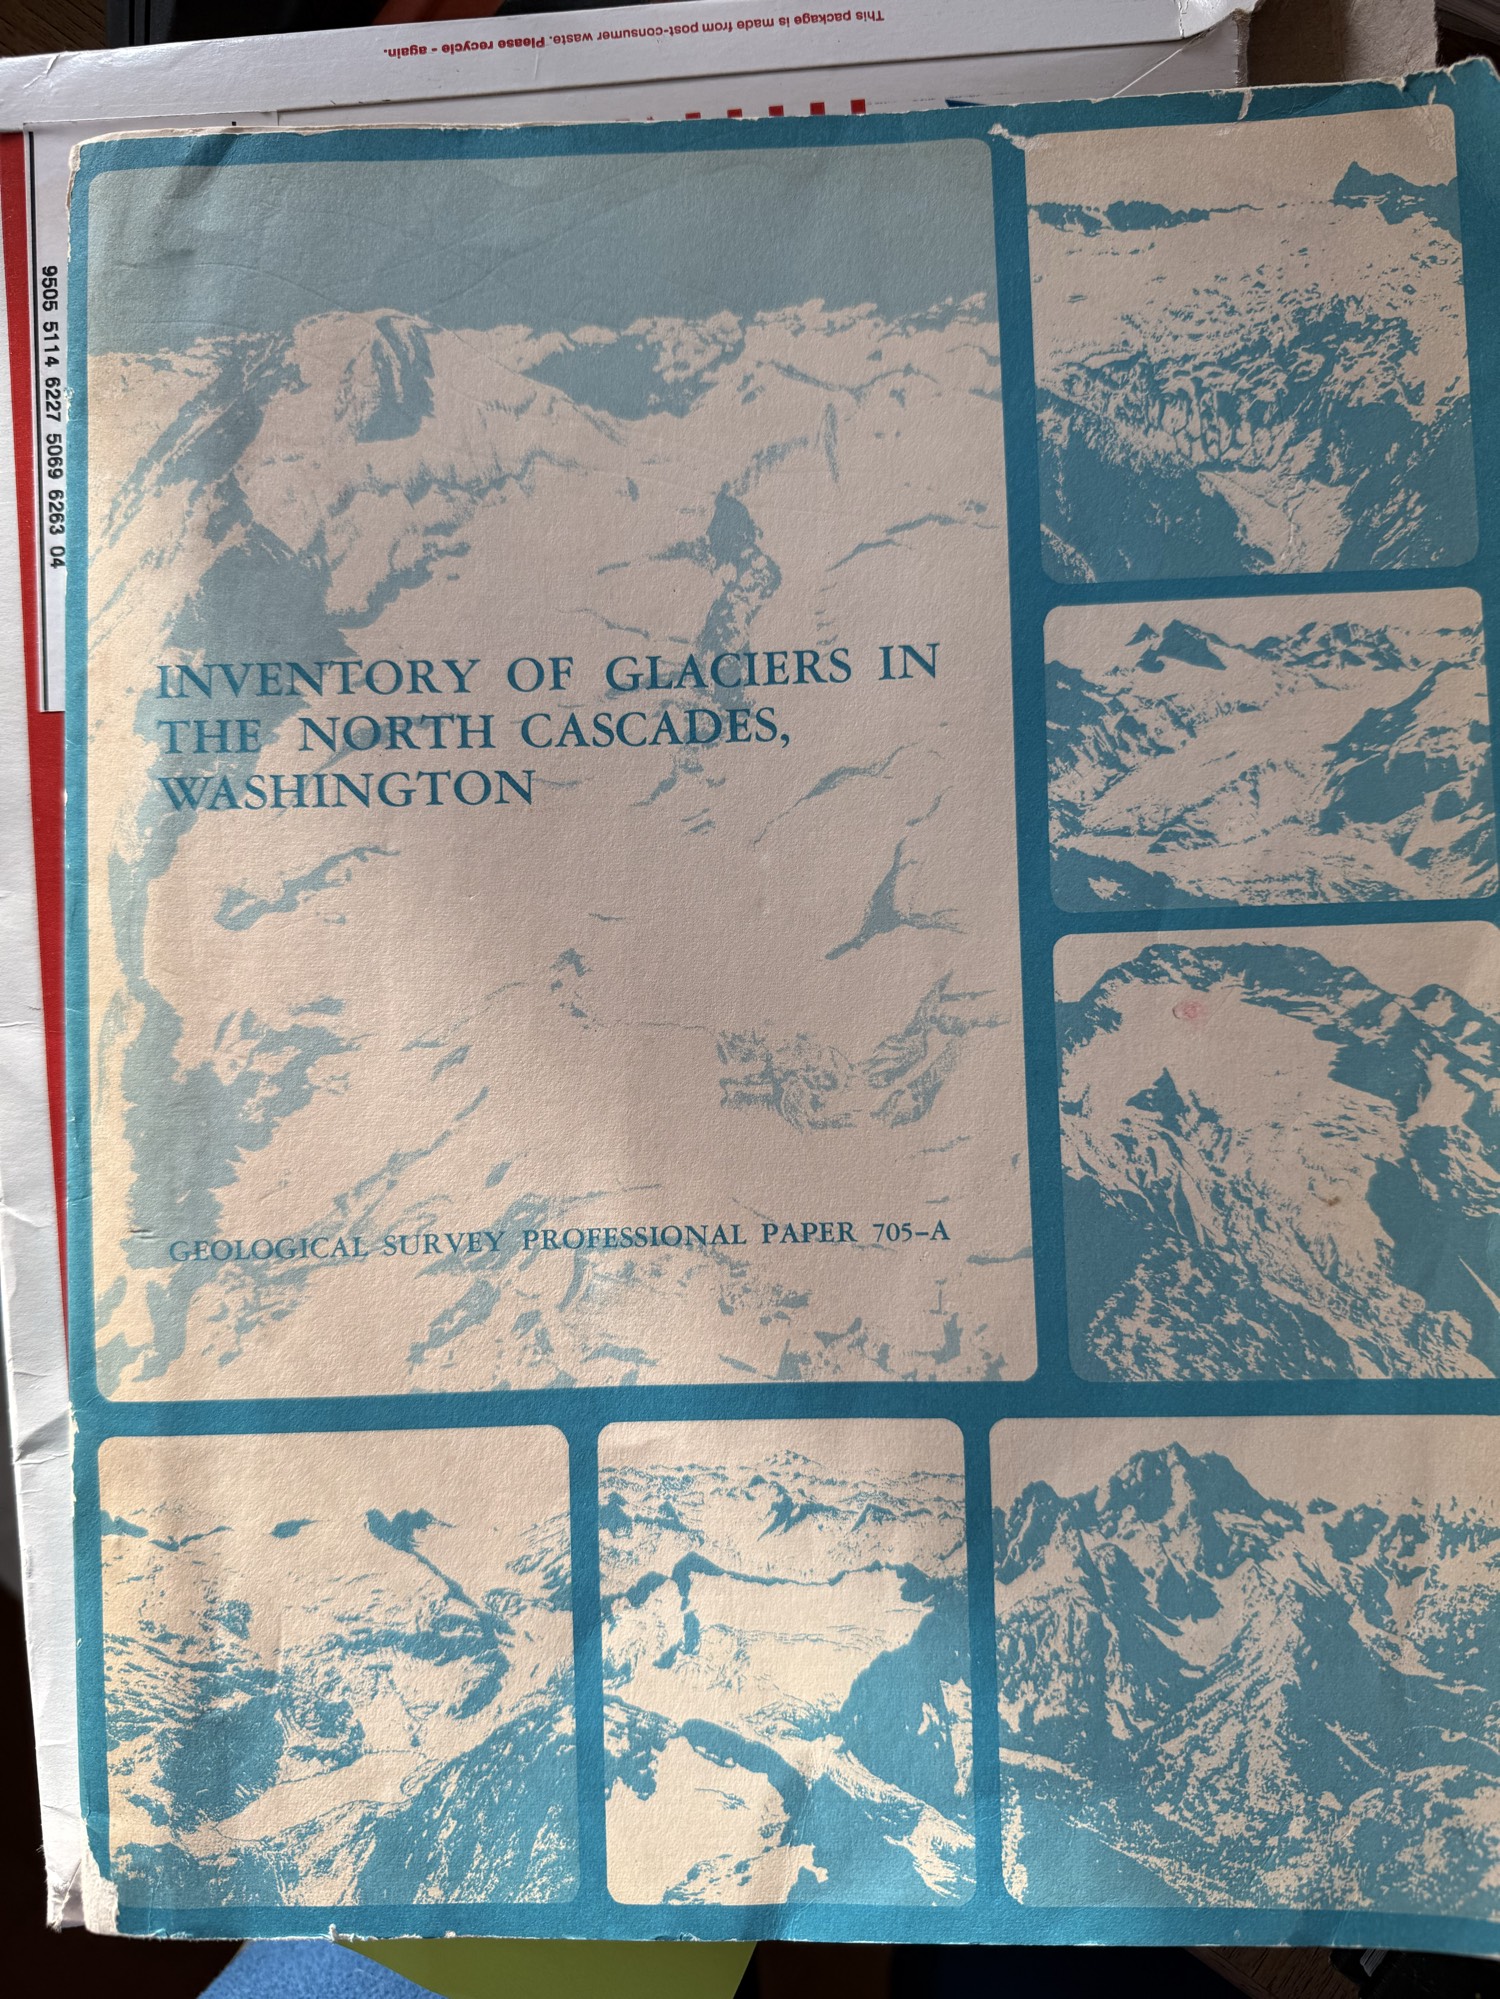 This package is made from post-consumer waste. Please recycle - again.
9505 5114 6227 5069 6263 04
INVENTORY OF GLACIERS IN
THE NORTH CASCADES,
WASHINGTON
GEOLOGICAL SURVEY PROFESSIONAL PAPER 705–A